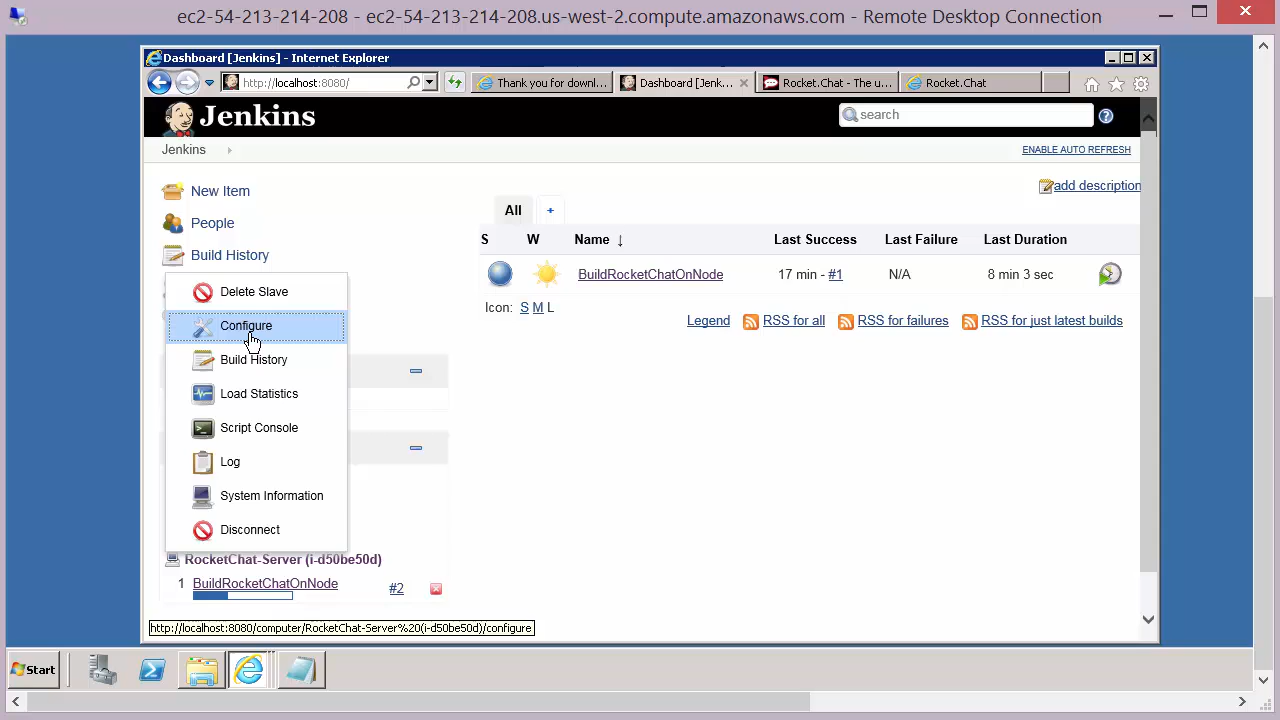 ec2-54-213-214-208 - ec2-54-213-214-208.us-west-2.compute.amazonaws.com - Remote Desktop Connection
Dashboard [Jenkins] - Internet Explorer
http://localhost:8080/
Thank you for downl...
Dashboard [Jenk...
Rocket.Chat - The u...
Rocket.Chat
Jenkins
search
Jenkins
ENABLE AUTO REFRESH
New Item
People
Build History
add description
All
+
S W Name ↓ Last Success Last Failure Last Duration
BuildRocketChatOnNode 17 min - #1 N/A 8 min 3 sec
Icon: S M L
Legend RSS for all RSS for failures RSS for just latest builds
Delete Slave
Configure
Build History
Load Statistics
Script Console
Log
System Information
Disconnect
RocketChat-Server (i-d50be50d)
1 BuildRocketChatOnNode #2
http://localhost:8080/computer/RocketChat-Server%20(i-d50be50d)/configure
Start